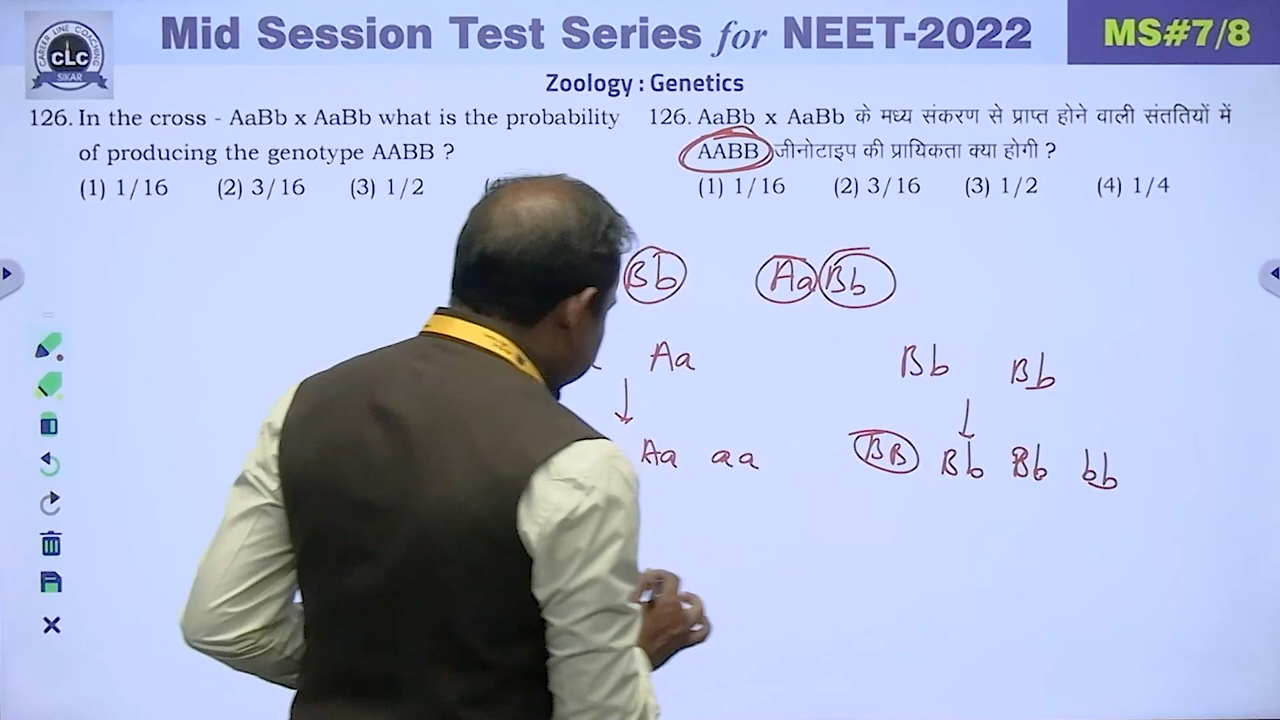 Mid Session Test Series for NEET-2022
MS#7/8
CAREER LINE COACHING
CLC
SIKAR
Zoology : Genetics
126. In the cross - AaBb x AaBb what is the probability
of producing the genotype AABB ?
(1) 1/16 (2) 3/16 (3) 1/2
126. AaBb x AaBb के मध्य संकरण से प्राप्त होने वाली संततियों में
AABB जीनोटाइप की प्रायिकता क्या होगी ?
(1) 1/16 (2) 3/16 (3) 1/2 (4) 1/4
Bb AaBb
Aa Bb Bb
Aa aa BB Bb Bb bb